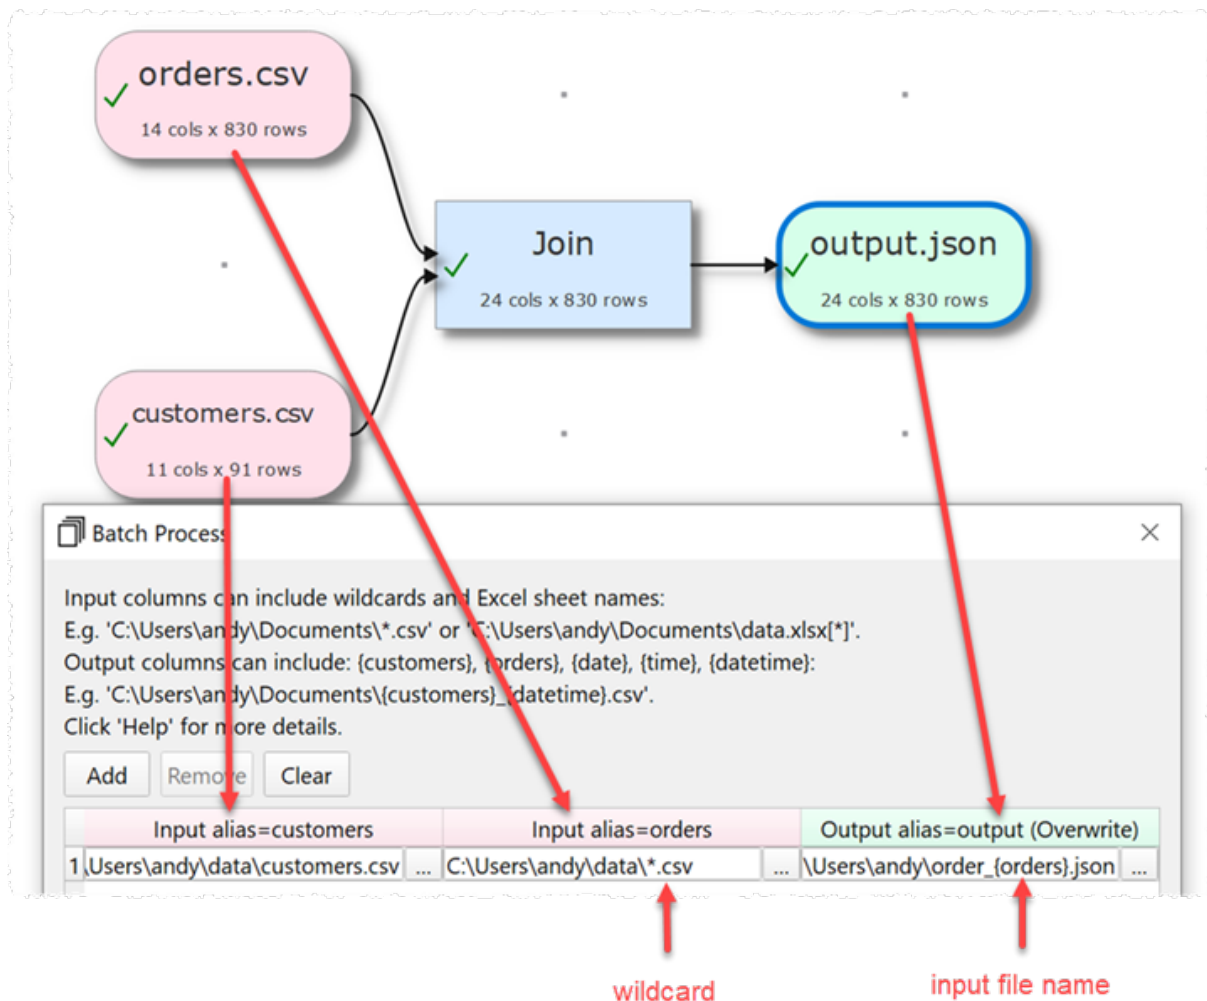 orders.csv
14 cols x 830 rows
Join
24 cols x 830 rows
output.json
24 cols x 830 rows
customers.csv
11 cols x 91 rows
Batch Process
Input columns can include wildcards and Excel sheet names:
E.g. 'C:\Users\andy\Documents\*.csv' or 'C:\Users\andy\Documents\data.xlsx[*]'.
Output columns can include: {customers}, {orders}, {date}, {time}, {datetime}:
E.g. 'C:\Users\andy\Documents\{customers}_{datetime}.csv'.
Click 'Help' for more details.
Add Remove Clear
Input alias=customers Input alias=orders Output alias=output (Overwrite)
1 \Users\andy\data\customers.csv ... C:\Users\andy\data\*.csv ... \Users\andy\order_{orders}.json ...
wildcard
input file name